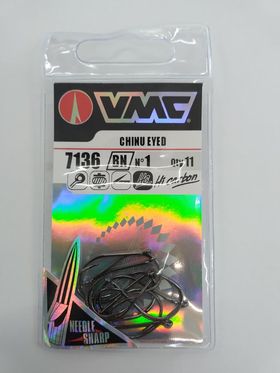 VMC
CHINU EYED
7136 BN N°1 Qty 11
Hi carbon
NEEDLE
SHARP